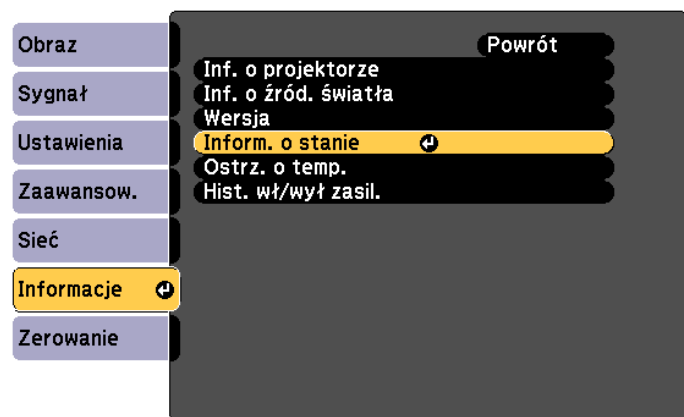 Obraz
Sygnał
Ustawienia
Zaawansow.
Sieć
Informacje
Zerowanie
Powrót
Inf. o projektorze
Inf. o źród. światła
Wersja
Inform. o stanie
Ostrz. o temp.
Hist. wł/wył zasil.